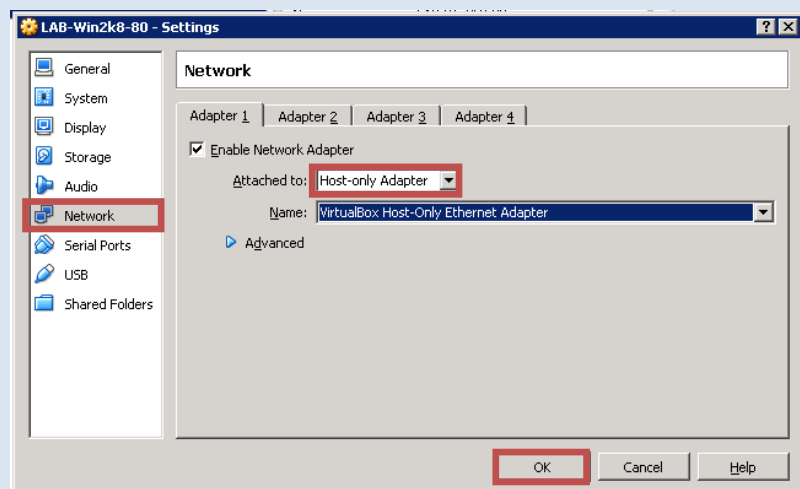 LAB-Win2k8-80 - Settings
? X
General
System
Display
Storage
Audio
Network
Serial Ports
USB
Shared Folders
Network
Adapter 1
Adapter 2
Adapter 3
Adapter 4
Enable Network Adapter
Attached to: Host-only Adapter
Name: VirtualBox Host-Only Ethernet Adapter
Advanced
OK
Cancel
Help